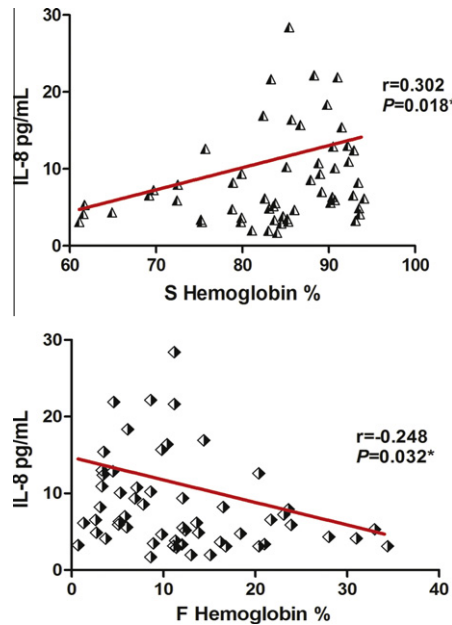 30
20
10
0
IL-8 pg/mL
r=0.302
P=0.018*
60 70 80 90 100
S Hemoglobin %
30
20
10
0
IL-8 pg/mL
r=-0.248
P=0.032*
0 10 20 30 40
F Hemoglobin %